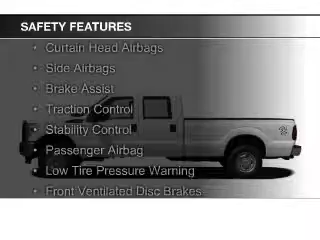 SAFETY FEATURES
• Curtain Head Airbags
• Side Airbags
• Brake Assist
• Traction Control
• Stability Control
• Passenger Airbag
• Low Tire Pressure Warning
• Front Ventilated Disc Brakes